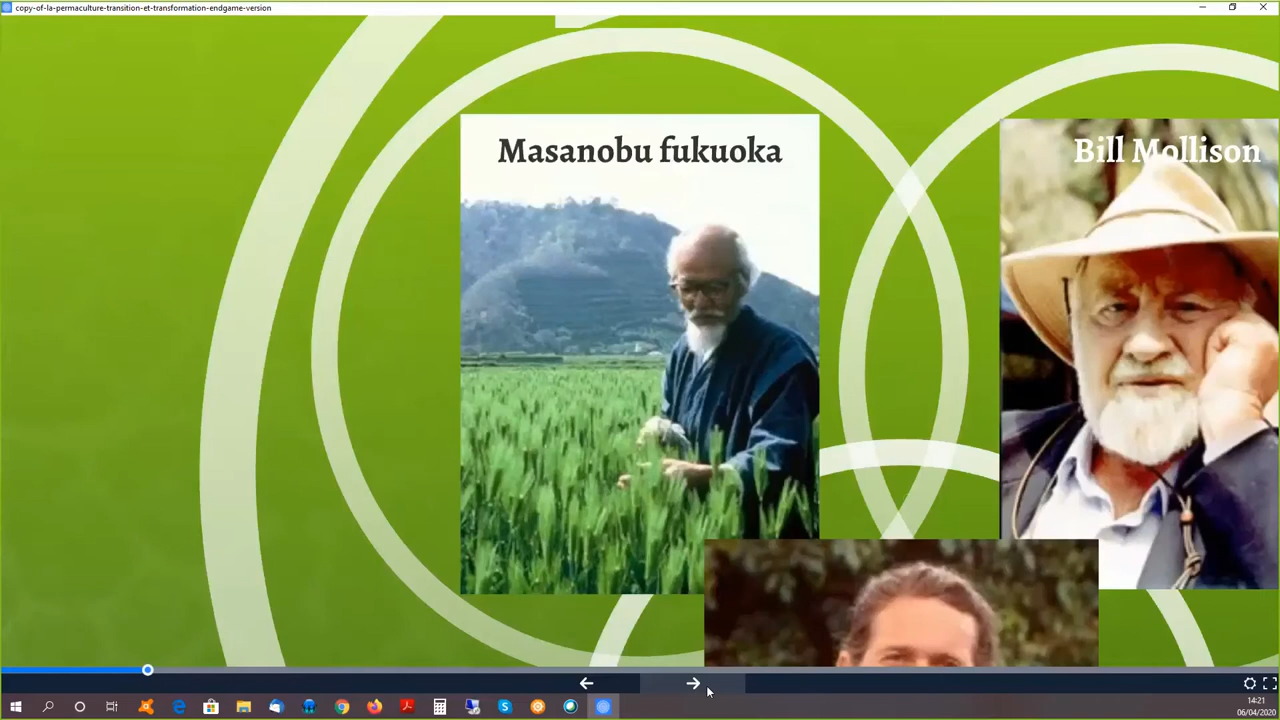 copy-of-la-permaculture-transition-et-transformation-endgame-version
Masanobu fukuoka
Bill Mollison
14:21
06/04/2020